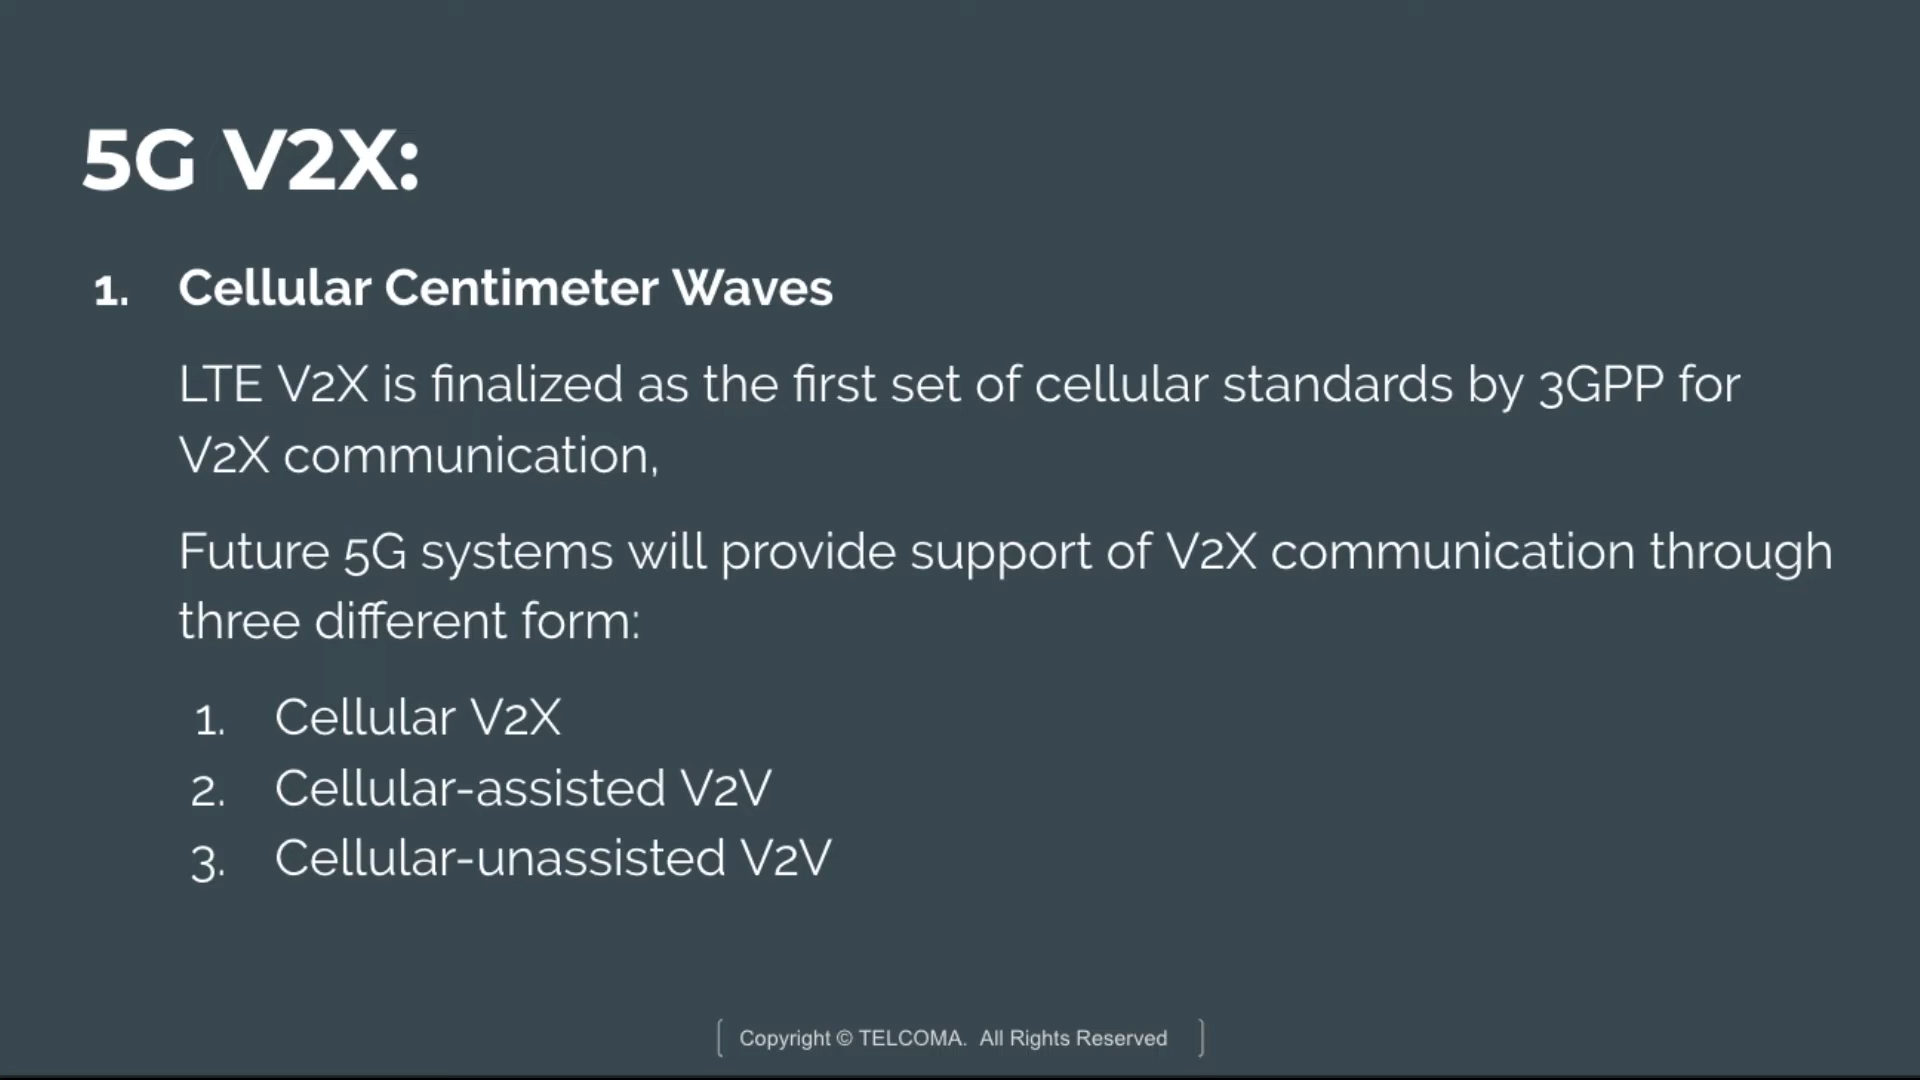 5G V2X:
1. Cellular Centimeter Waves
LTE V2X is finalized as the first set of cellular standards by 3GPP for
V2X communication,
Future 5G systems will provide support of V2X communication through
three different form:
1. Cellular V2X
2. Cellular-assisted V2V
3. Cellular-unassisted V2V
[ Copyright © TELCOMA. All Rights Reserved ]